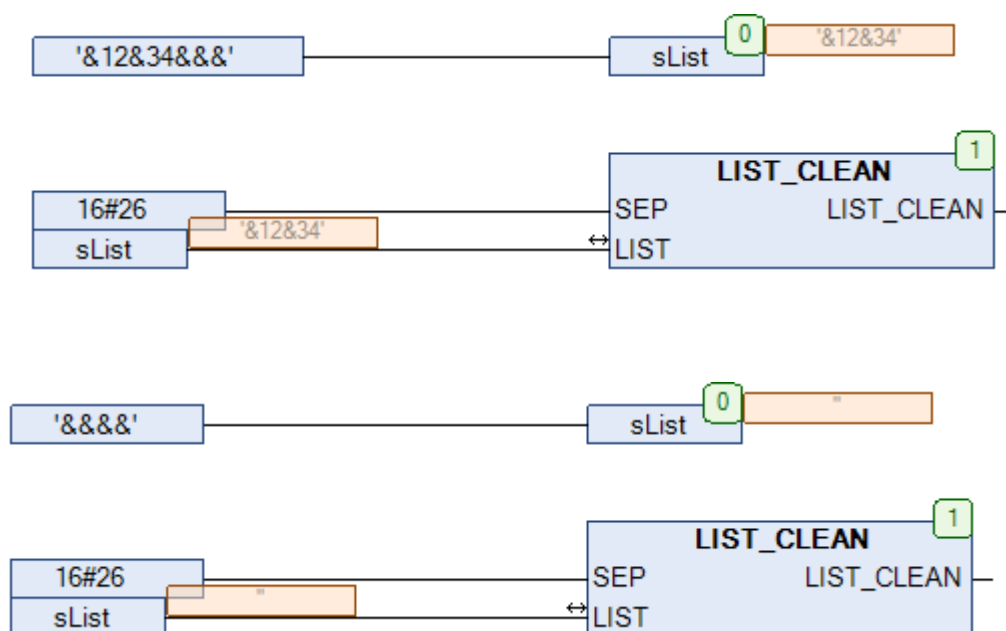 '&12&34&&&' sList 0 '&12&34'
1
LIST_CLEAN
16#26 SEP LIST_CLEAN
sList '&12&34' LIST
'&&&&' sList 0 ''
1
LIST_CLEAN
16#26 SEP LIST_CLEAN
sList '' LIST